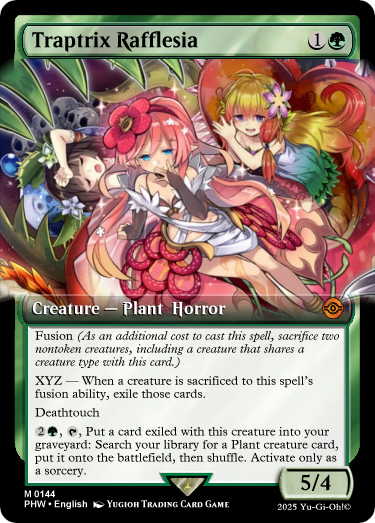 Traptrix Rafflesia 1
Creature — Plant Horror
Fusion (As an additional cost to cast this spell, sacrifice two
nontoken creatures, including a creature that shares a
creature type with this card.)
XYZ — When a creature is sacrificed to this spell's
fusion ability, exile those cards.
Deathtouch
2 , , Put a card exiled with this creature into your
graveyard: Search your library for a Plant creature card,
put it onto the battlefield, then shuffle. Activate only as
a sorcery.
5/4
M 0144
PHW • English YUGIOH TRADING CARD GAME
2025 Yu-Gi-Oh!©